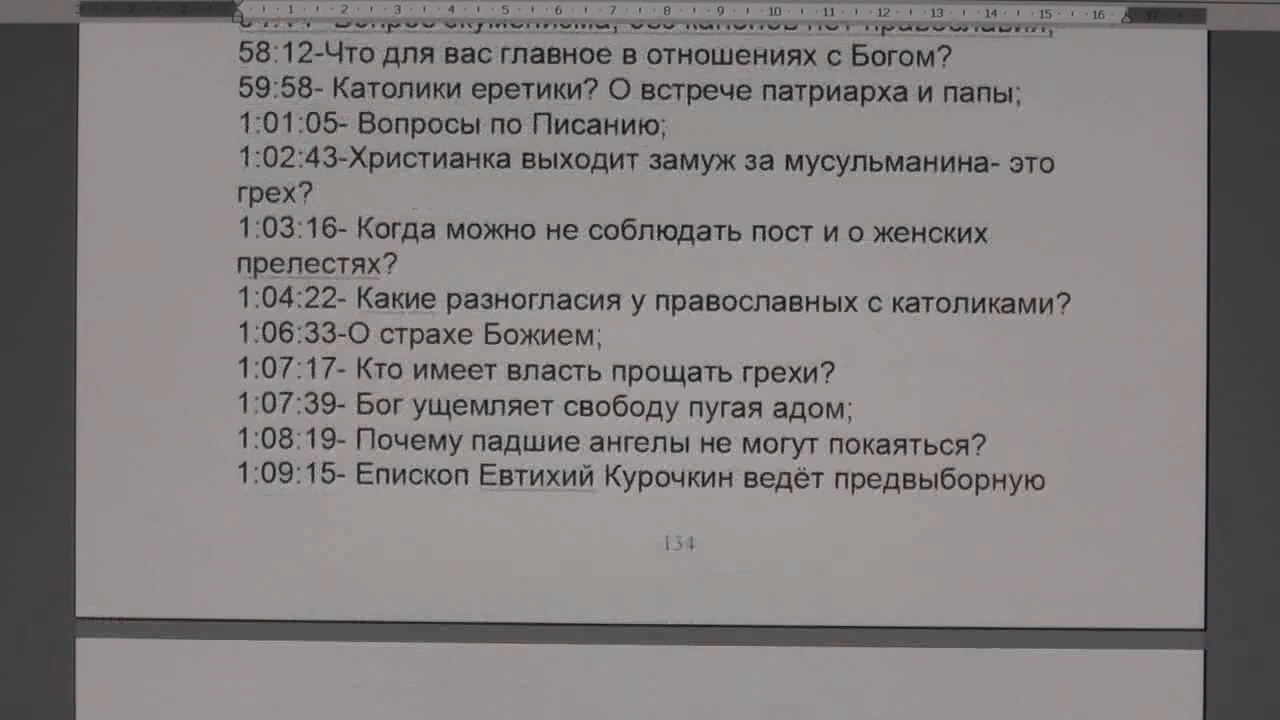 58:12-Что для вас главное в отношениях с Богом?
59:58- Католики еретики? О встрече патриарха и папы;
1:01:05- Вопросы по Писанию;
1:02:43-Христианка выходит замуж за мусульманина- это
грех?
1:03:16- Когда можно не соблюдать пост и о женских
прелестях?
1:04:22- Какие разногласия у православных с католиками?
1:06:33-О страхе Божием;
1:07:17- Кто имеет власть прощать грехи?
1:07:39- Бог ущемляет свободу пугая адом;
1:08:19- Почему падшие ангелы не могут покаяться?
1:09:15- Епископ Евтихий Курочкин ведёт предвыборную
134